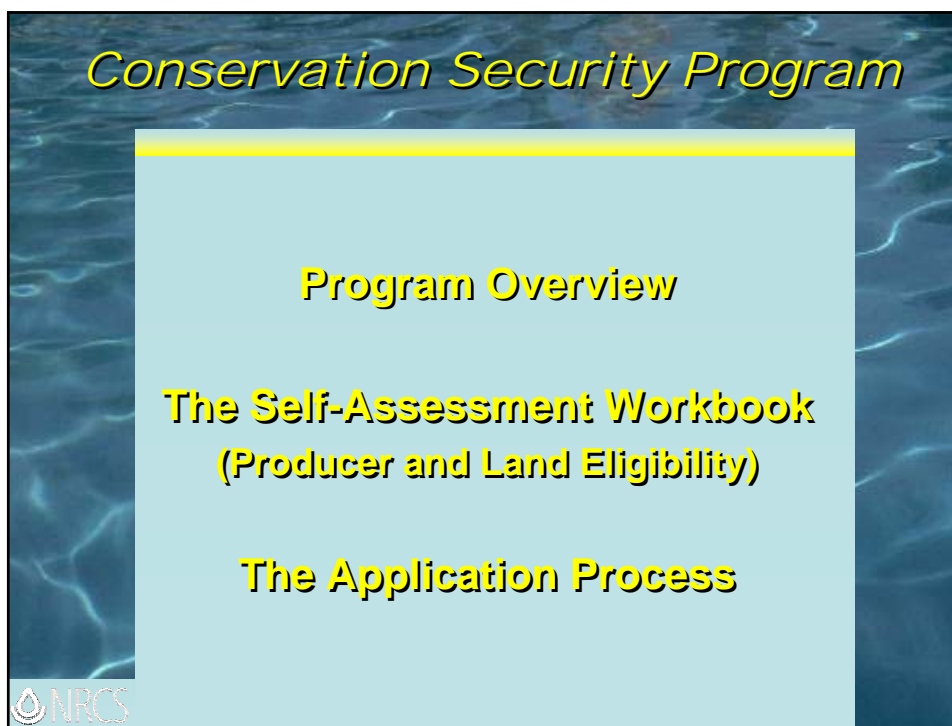 Conservation Security Program
Program Overview
The Self-Assessment Workbook
(Producer and Land Eligibility)
The Application Process
NRCS